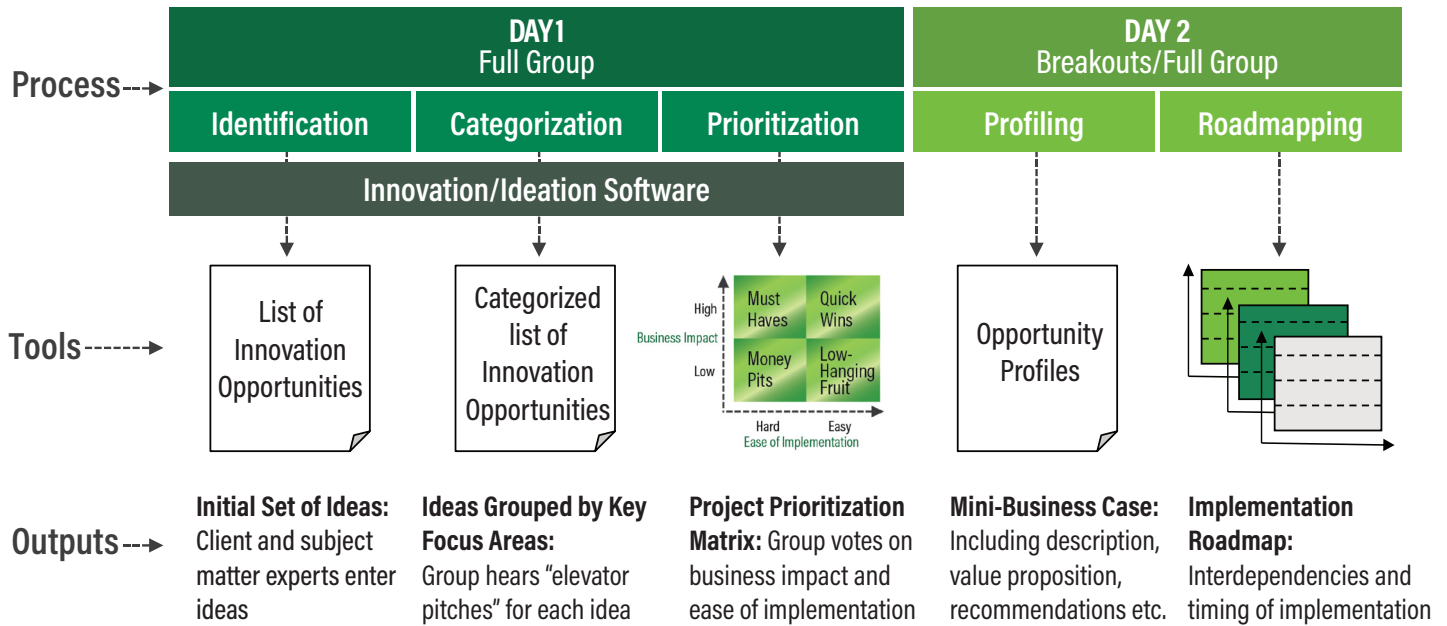 Process
DAY1
Full Group
DAY 2
Breakouts/Full Group
Identification
Categorization
Prioritization
Profiling
Roadmapping
Innovation/Ideation Software
Tools
List of
Innovation
Opportunities
Categorized
list of
Innovation
Opportunities
High
Business Impact
Low
Must
Haves
Quick
Wins
Money
Pits
Low-
Hanging
Fruit
Hard
Easy
Ease of Implementation
Opportunity
Profiles
Outputs
Initial Set of Ideas:
Client and subject
matter experts enter
ideas
Ideas Grouped by Key
Focus Areas:
Group hears “elevator
pitches” for each idea
Project Prioritization
Matrix: Group votes on
business impact and
ease of implementation
Mini-Business Case:
Including description,
value proposition,
recommendations etc.
Implementation
Roadmap:
Interdependencies and
timing of implementation